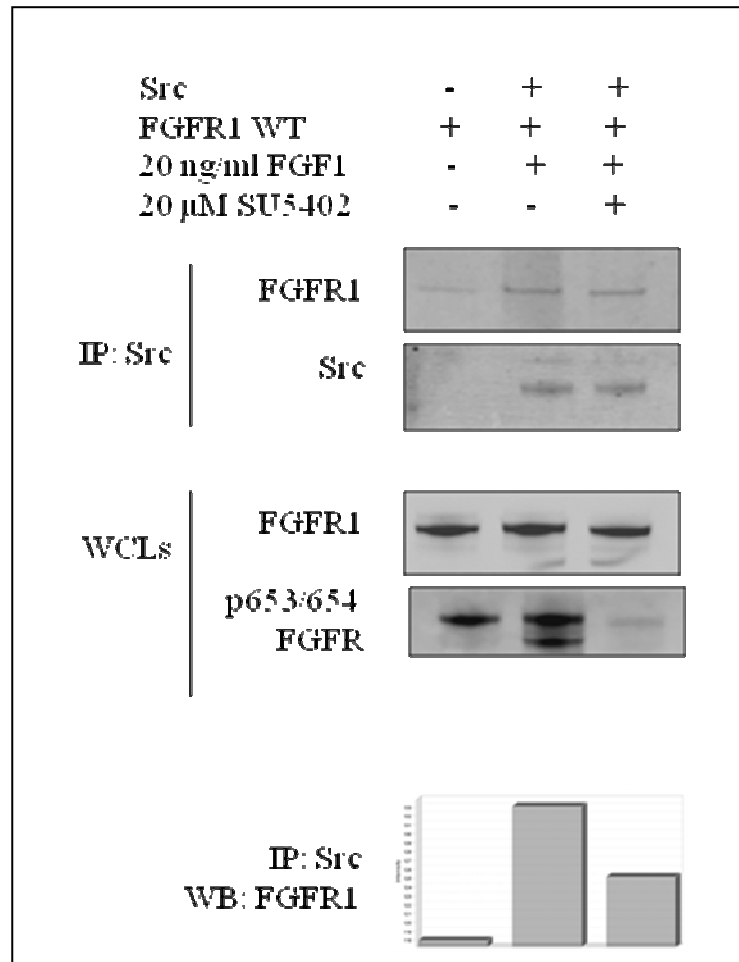 Src - + +
FGFR1 WT + + +
20 ng/ml FGF1 - + +
20 µM SU5402 - - +
FGFR1
IP: Src
Src
FGFR1
WCLs
p653/654
FGFR
IP: Src
WB: FGFR1